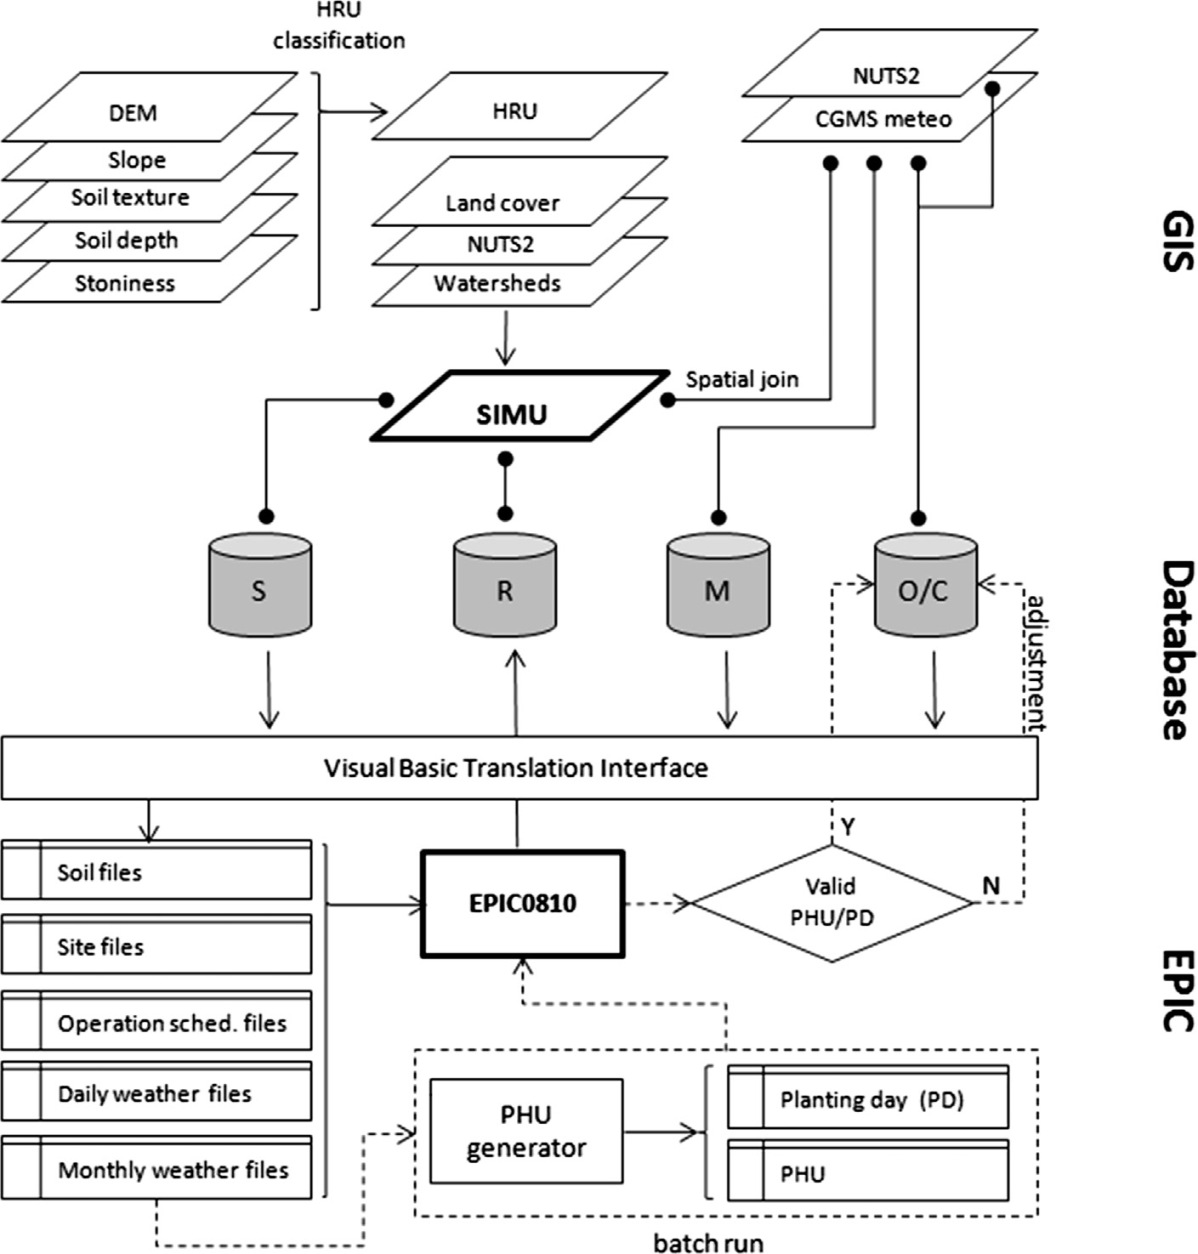 HRU
classification
DEM
Slope
Soil texture
Soil depth
Stoniness
HRU
Land cover
NUTS2
Watersheds
NUTS2
CGMS meteo
GIS
SIMU
Spatial join
S
R
M
O/C
adjustment
Database
Visual Basic Translation Interface
Y
Soil files
Site files
Operation sched. files
Daily weather files
Monthly weather files
EPIC0810
Valid
PHU/PD
N
EPIC
PHU
generator
Planting day (PD)
PHU
batch run